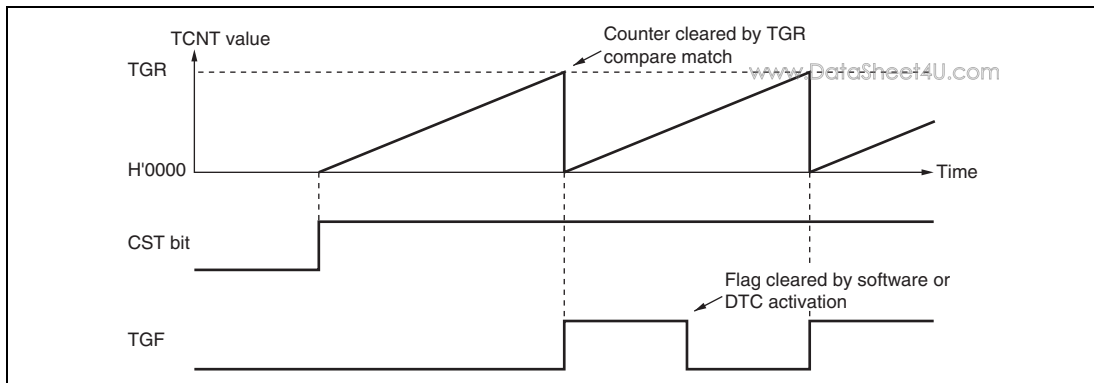 TCNT value
Counter cleared by TGR
compare match
TGR
www.DataSheet4U.com
H'0000
Time
CST bit
Flag cleared by software or
DTC activation
TGF